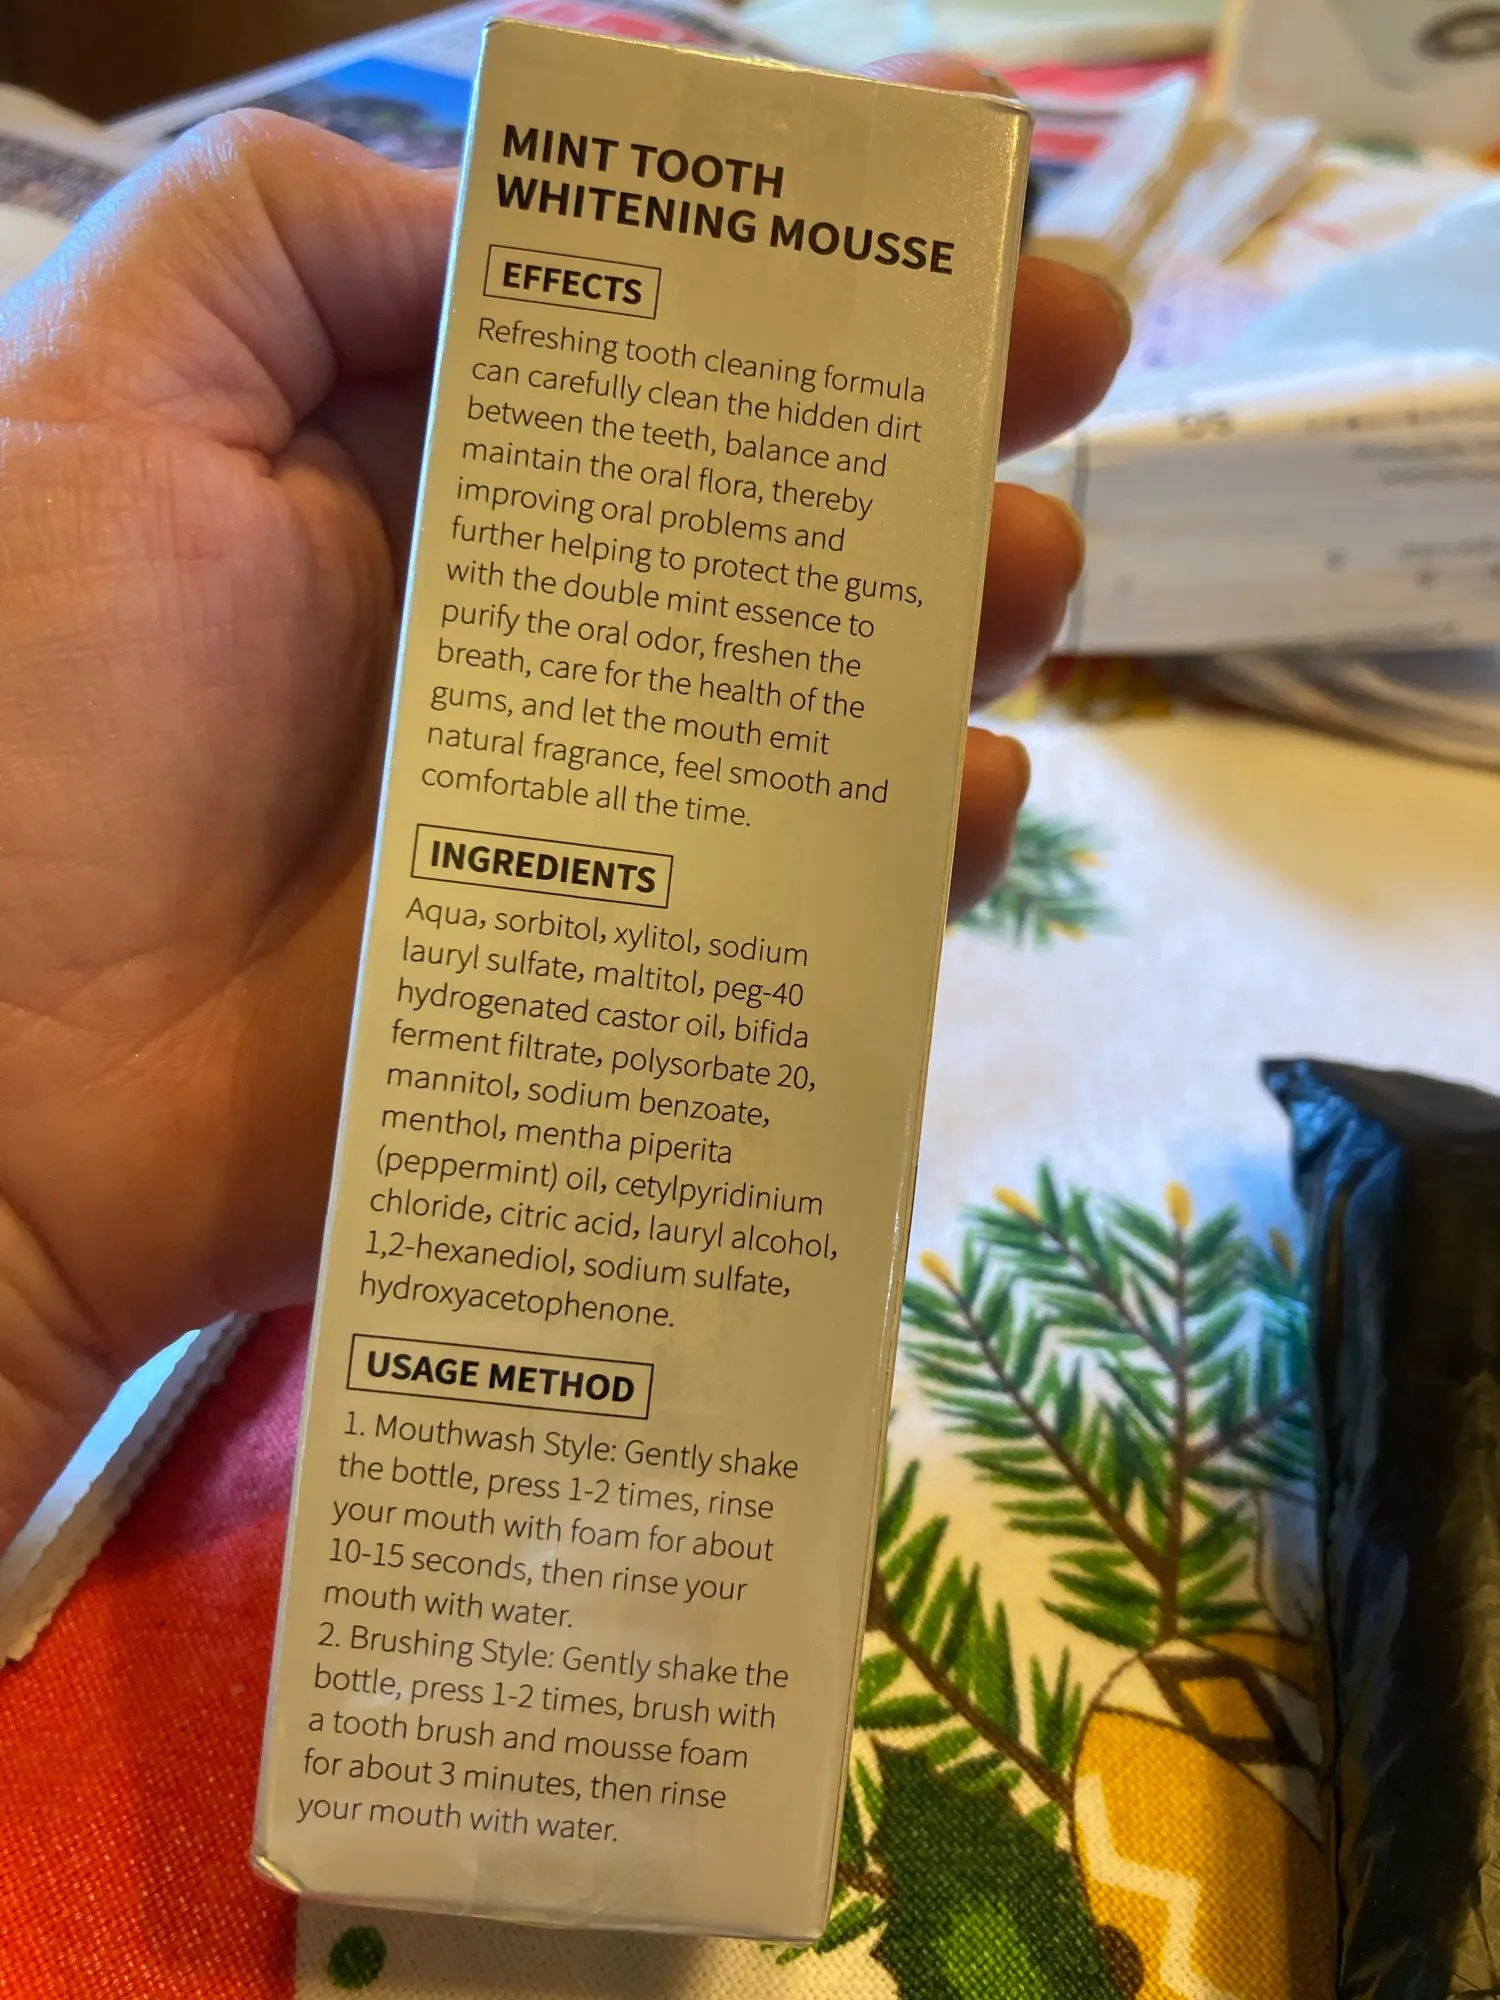 MINT TOOTH
WHITENING MOUSSE
EFFECTS
Refreshing tooth cleaning formula
can carefully clean the hidden dirt
between the teeth, balance and
maintain the oral flora, thereby
improving oral problems and
further helping to protect the gums,
with the double mint essence to
purify the oral odor, freshen the
breath, care for the health of the
gums, and let the mouth emit
natural fragrance, feel smooth and
comfortable all the time.
INGREDIENTS
Aqua, sorbitol, xylitol, sodium
lauryl sulfate, maltitol, peg-40
hydrogenated castor oil, bifida
ferment filtrate, polysorbate 20,
mannitol, sodium benzoate,
menthol, mentha piperita
(peppermint) oil, cetylpyridinium
chloride, citric acid, lauryl alcohol,
1,2-hexanediol, sodium sulfate,
hydroxyacetophenone.
USAGE METHOD
1. Mouthwash Style: Gently shake
the bottle, press 1-2 times, rinse
your mouth with foam for about
10-15 seconds, then rinse your
mouth with water.
2. Brushing Style: Gently shake the
bottle, press 1-2 times, brush with
a tooth brush and mousse foam
for about 3 minutes, then rinse
your mouth with water.